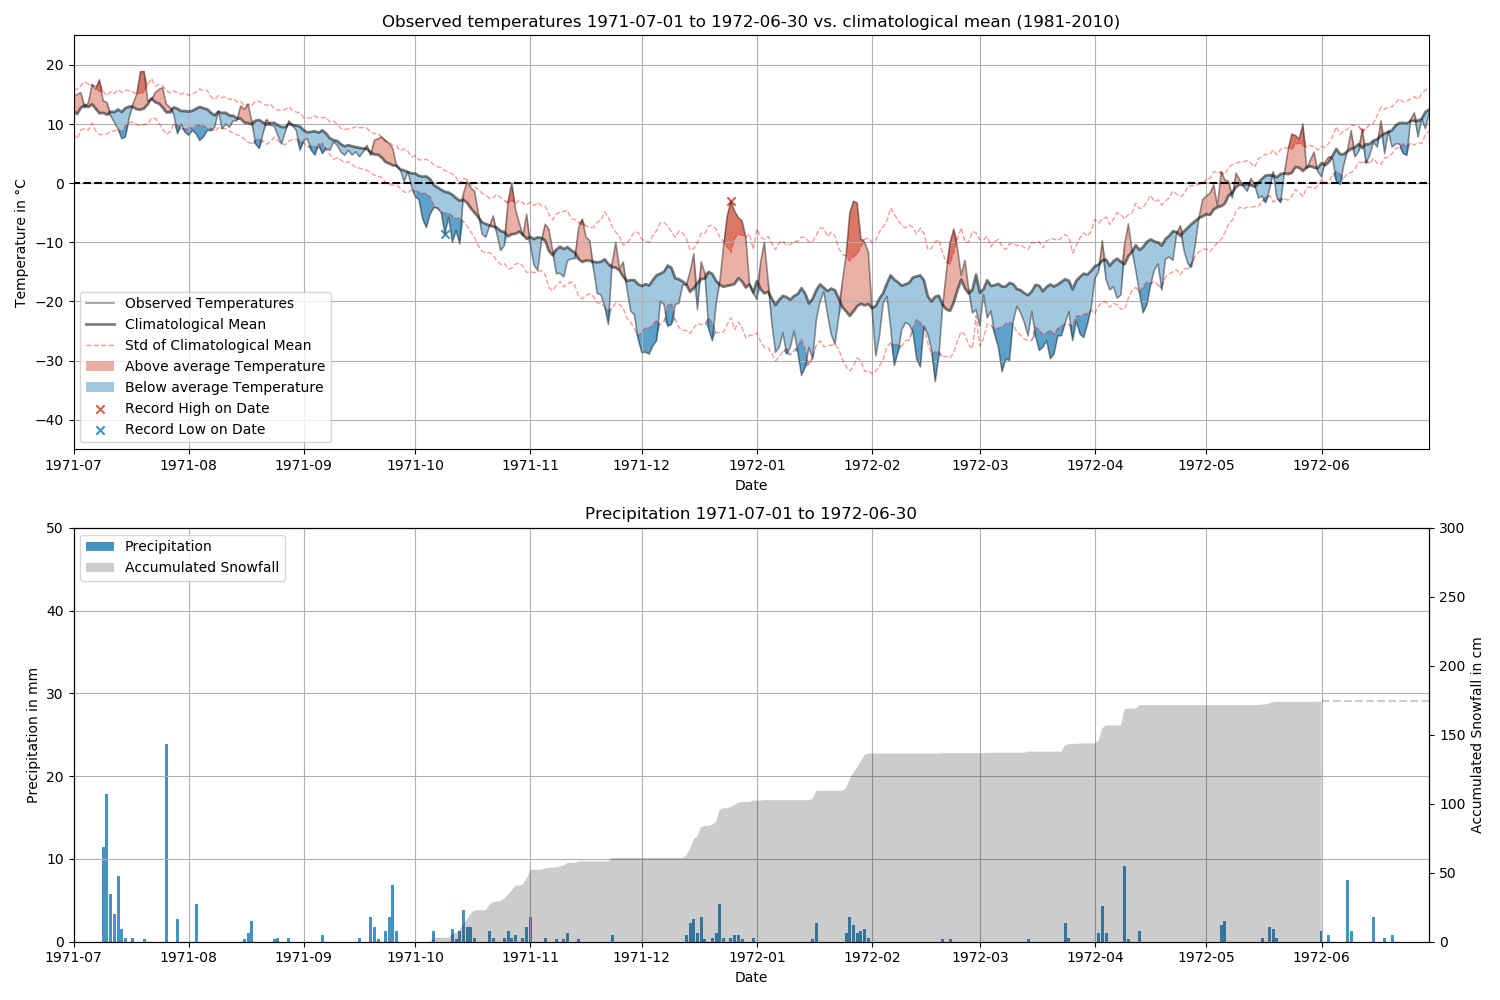 Observed temperatures 1971-07-01 to 1972-06-30 vs. climatological mean (1981-2010)
Temperature in °C
20
10
0
−10
−20
−30
−40
Observed Temperatures
Climatological Mean
Std of Climatological Mean
Above average Temperature
Below average Temperature
Record High on Date
Record Low on Date
1971-07 1971-08 1971-09 1971-10 1971-11 1971-12 1972-01 1972-02 1972-03 1972-04 1972-05 1972-06
Date
Precipitation 1971-07-01 to 1972-06-30
Precipitation in mm
50
40
30
20
10
0
Precipitation
Accumulated Snowfall
300
250
200
150
100
50
0
Accumulated Snowfall in cm
1971-07 1971-08 1971-09 1971-10 1971-11 1971-12 1972-01 1972-02 1972-03 1972-04 1972-05 1972-06
Date